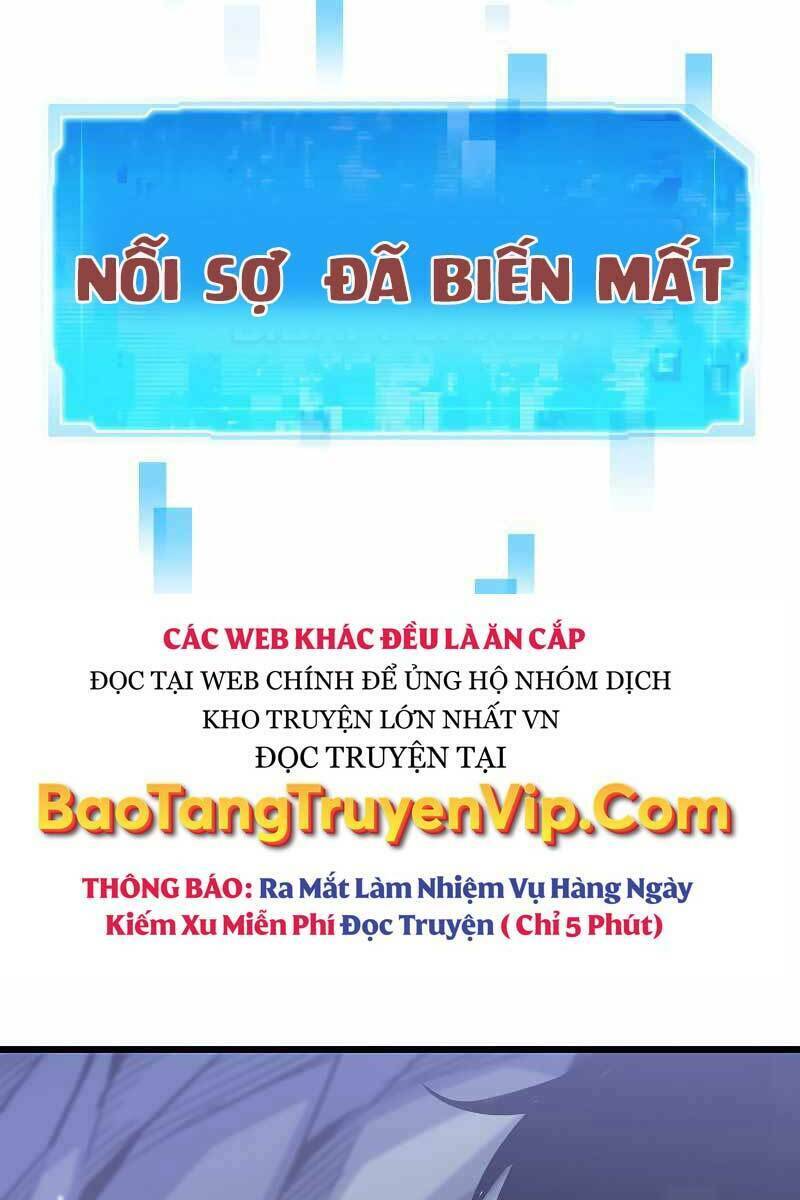 NỖI SỢ ĐÃ BIẾN MẤT
CÁC WEB KHÁC ĐỀU LÀ ĂN CẮP
ĐỌC TẠI WEB CHÍNH ĐỂ ỦNG HỘ NHÓM DỊCH
KHO TRUYỆN LỚN NHẤT VN
ĐỌC TRUYỆN TẠI
BaoTangTruyenVip.Com
THÔNG BÁO: Ra Mắt Làm Nhiệm Vụ Hàng Ngày
Kiếm Xu Miễn Phí Đọc Truyện ( Chỉ 5 Phút)